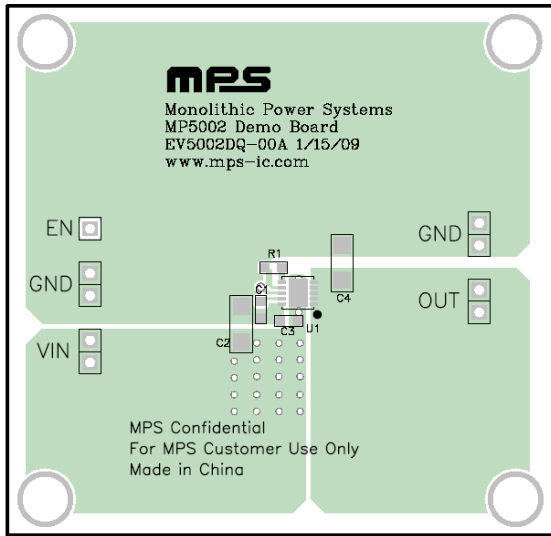 mps
Monolithic Power Systems
MP5002 Demo Board
EV5002DQ-00A 1/15/09
www.mps-ic.com
EN
GND
GND
R1
C1
C4
OUT
C3
U1
C2
VIN
MPS Confidential
For MPS Customer Use Only
Made in China